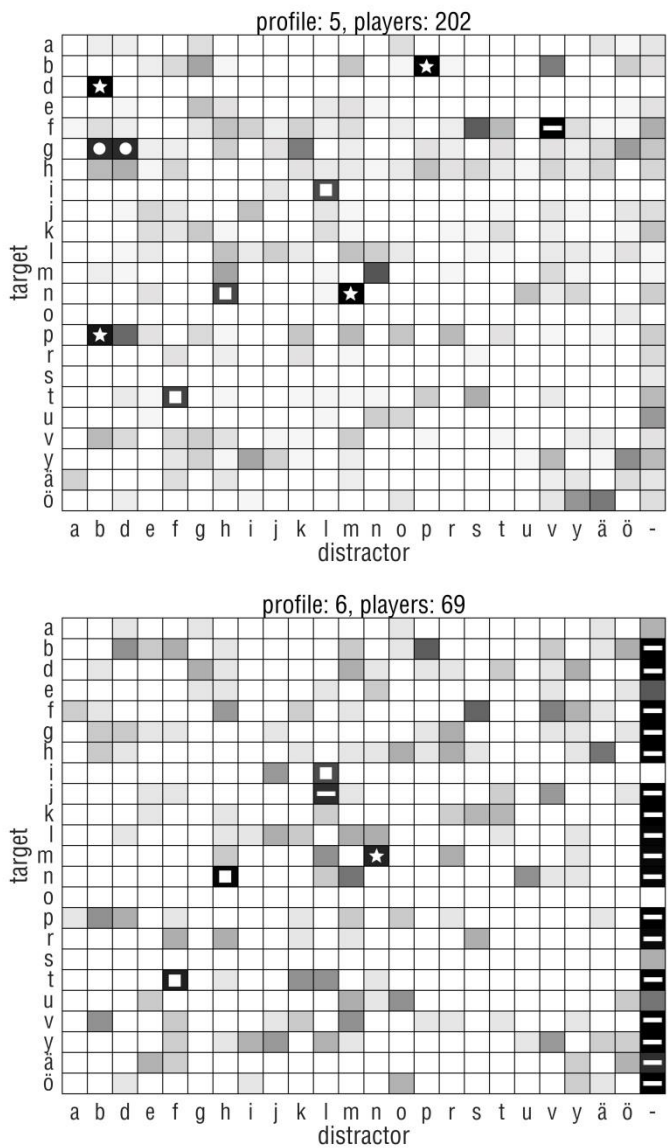 profile: 5, players: 202
target
a
b
d
e
f
g
h
i
j
k
l
m
n
o
p
r
s
t
u
v
y
ä
ö
a b d e f g h i j k l m n o p r s t u v y ä ö -
distractor
profile: 6, players: 69
target
a
b
d
e
f
g
h
i
j
k
l
m
n
o
p
r
s
t
u
v
y
ä
ö
a b d e f g h i j k l m n o p r s t u v y ä ö -
distractor